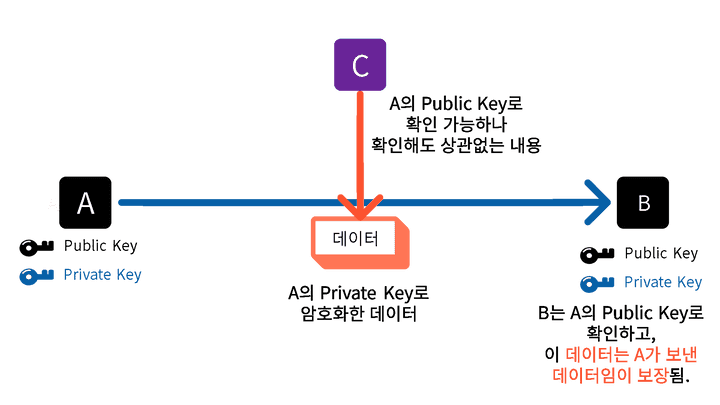 C
A의 Public Key로
확인 가능하나
확인해도 상관없는 내용
A
B
데이터
Public Key
Private Key
Public Key
Private Key
A의 Private Key로
암호화한 데이터
B는 A의 Public Key로
확인하고,
이 데이터는 A가 보낸
데이터임이 보장됨.